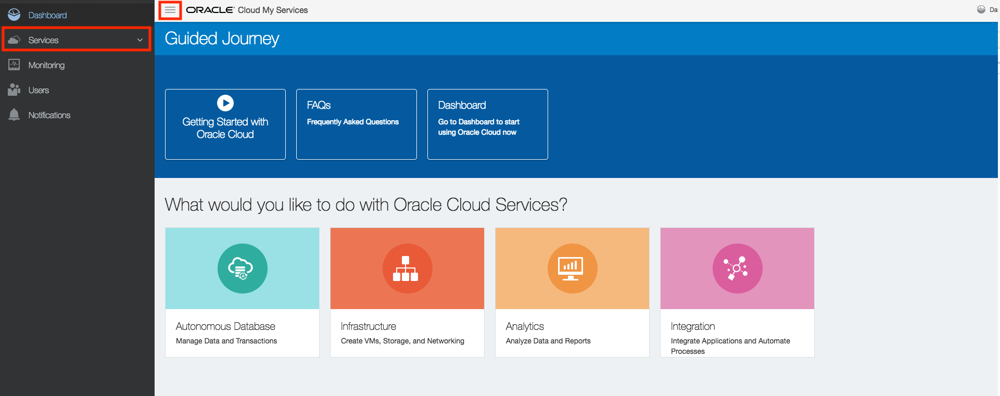 Dashboard
Services
Monitoring
Users
Notifications
ORACLE Cloud My Services
Da
Guided Journey
Getting Started with
Oracle Cloud
FAQs
Frequently Asked Questions
Dashboard
Go to Dashboard to start
using Oracle Cloud now
What would you like to do with Oracle Cloud Services?
Autonomous Database
Manage Data and Transactions
Infrastructure
Create VMs, Storage, and Networking
Analytics
Analyze Data and Reports
Integration
Integrate Applications and Automate
Processes